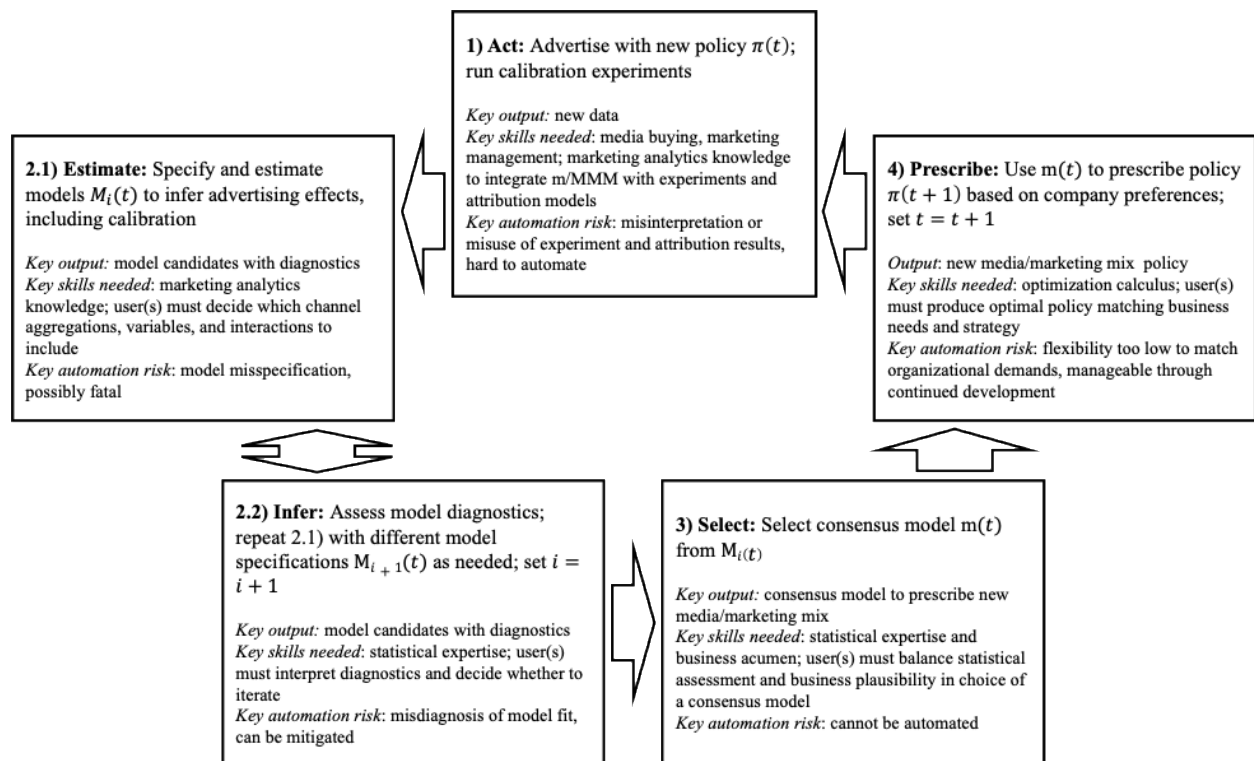 1) Act: Advertise with new policy π(t);
run calibration experiments
Key output: new data
Key skills needed: media buying, marketing
management; marketing analytics knowledge
to integrate m/MMM with experiments and
attribution models
Key automation risk: misinterpretation or
misuse of experiment and attribution results,
hard to automate
2.1) Estimate: Specify and estimate
models Mᵢ(t) to infer advertising effects,
including calibration
Key output: model candidates with diagnostics
Key skills needed: marketing analytics
knowledge; user(s) must decide which channel
aggregations, variables, and interactions to
include
Key automation risk: model misspecification,
possibly fatal
2.2) Infer: Assess model diagnostics;
repeat 2.1) with different model
specifications Mᵢ ₊ ₁(t) as needed; set i =
i + 1
Key output: model candidates with diagnostics
Key skills needed: statistical expertise; user(s)
must interpret diagnostics and decide whether to
iterate
Key automation risk: misdiagnosis of model fit,
can be mitigated
3) Select: Select consensus model m(t)
from Mᵢ(t)
Key output: consensus model to prescribe new
media/marketing mix
Key skills needed: statistical expertise and
business acumen; user(s) must balance statistical
assessment and business plausibility in choice of
a consensus model
Key automation risk: cannot be automated
4) Prescribe: Use m(t) to prescribe policy
π(t + 1) based on company preferences;
set t = t + 1
Output: new media/marketing mix policy
Key skills needed: optimization calculus; user(s)
must produce optimal policy matching business
needs and strategy
Key automation risk: flexibility too low to match
organizational demands, manageable through
continued development